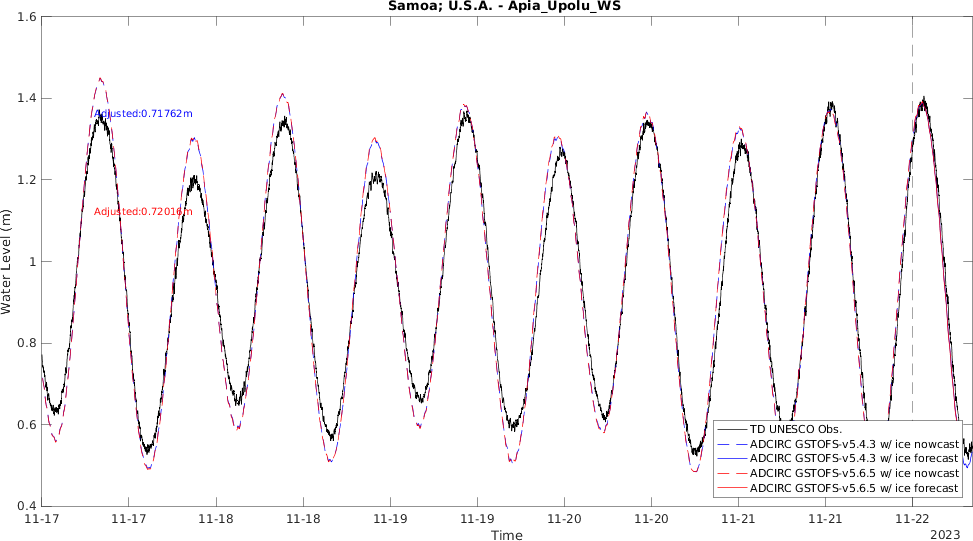 Samoa; U.S.A. - Apia_Upolu_WS
1.6
1.4
1.2
1
0.8
0.6
0.4
Water Level (m)
Adjusted:0.71762m
Adjusted:0.72016m
TD UNESCO Obs.
ADCIRC GSTOFS-v5.4.3 w/ ice nowcast
ADCIRC GSTOFS-v5.4.3 w/ ice forecast
ADCIRC GSTOFS-v5.6.5 w/ ice nowcast
ADCIRC GSTOFS-v5.6.5 w/ ice forecast
11-17 11-17 11-18 11-18 11-19 11-19 11-20 11-20 11-21 11-21 11-22
Time
2023